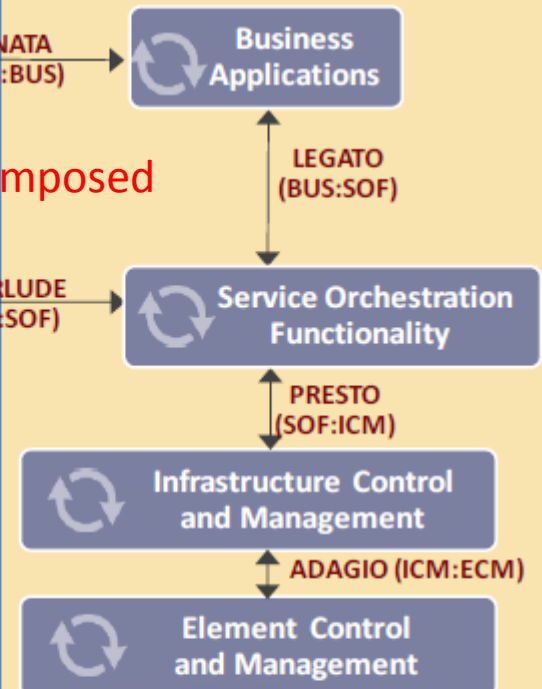 NATA
:BUS)
Business
Applications
LEGATO
(BUS:SOF)
mposed
RLUDE
:SOF)
Service Orchestration
Functionality
PRESTO
(SOF:ICM)
Infrastructure Control
and Management
ADAGIO (ICM:ECM)
Element Control
and Management